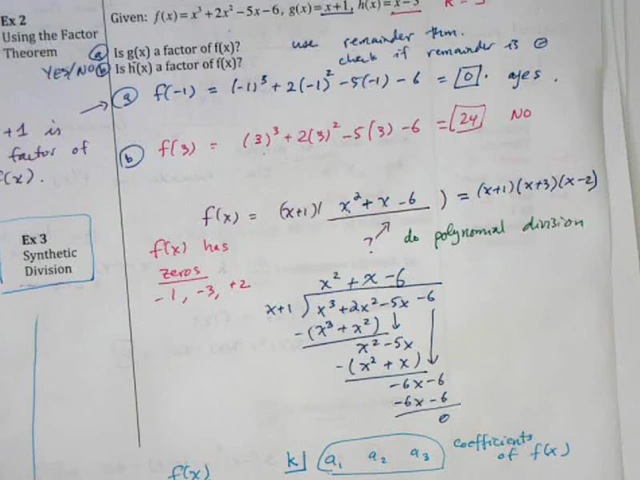 Ex 2
Using the Factor
Theorem
Given: f(x) = x³ + 2x² − 5x − 6, g(x) = x + 1, h(x) = x − 3
ⓐ Is g(x) a factor of f(x)?
YES/NO ⓑ Is h(x) a factor of f(x)?
use remainder thm.
check if remainder is 0
ⓐ f(-1) = (-1)³ + 2(-1)² − 5(-1) − 6 = 0. yes.
+1 is
factor of
f(x).
ⓑ f(3) = (3)³ + 2(3)² − 5(3) − 6 = 24 NO
f(x) = (x+1)( x² + x − 6 ) = (x+1)(x+3)(x−2)
? do polynomial division
f(x) has
zeros
-1, -3, +2
Ex 3
Synthetic
Division
x² + x − 6
x+1 ) x³ + 2x² − 5x − 6
−(x³ + x²)
x² − 5x
−(x² + x)
−6x − 6
−6x − 6
0
f(x)
k] a₁ a₂ a₃ coefficients
of f(x)